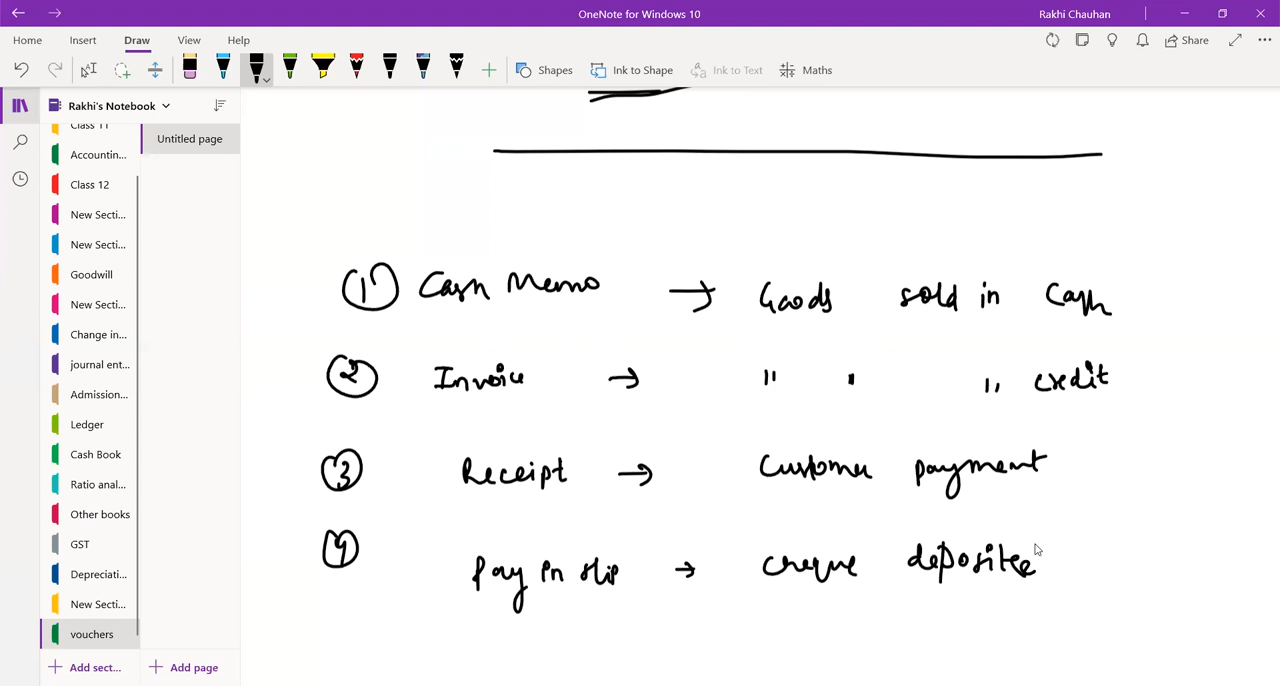 OneNote for Windows 10
Rakhi Chauhan
Home Insert Draw View Help
Share
Shapes Ink to Shape Ink to Text Maths
Rakhi's Notebook
Class 11
Untitled page
Accountin...
Class 12
New Secti...
New Secti...
Goodwill
New Secti...
Change in...
journal ent...
Admission...
Ledger
Cash Book
Ratio anal...
Other books
GST
Depreciati...
New Secti...
vouchers
Add sect...
Add page
1 Cash Memo → Goods sold in Cash
2 Invoice → " " " credit
3 Receipt → Customer payment
4 Pay in slip → cheque deposite